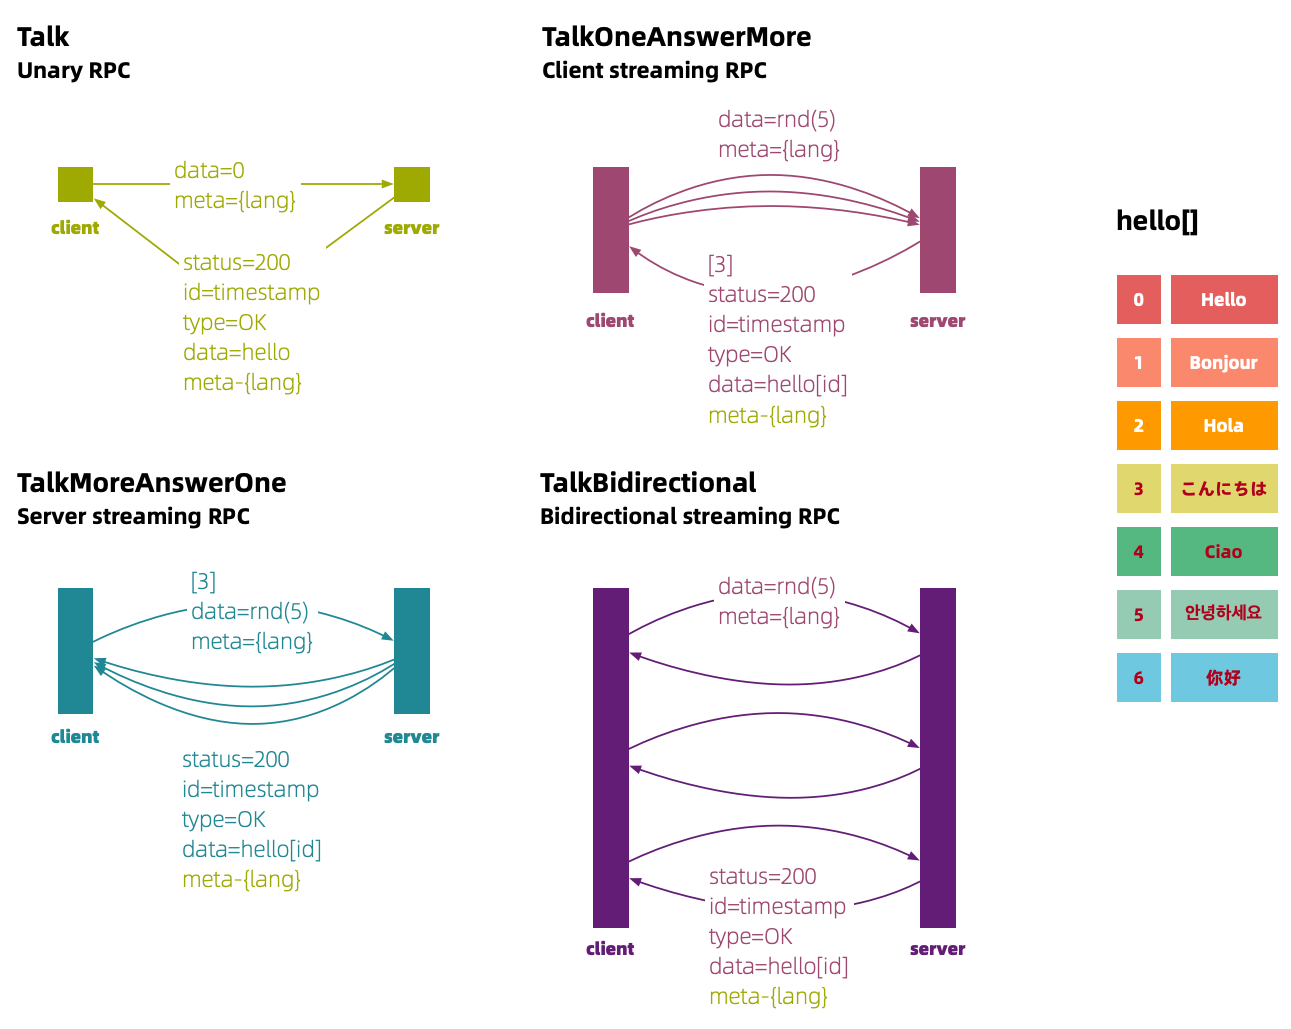 Talk
Unary RPC
data=0
meta={lang}
client
server
status=200
id=timestamp
type=OK
data=hello
meta-{lang}
TalkOneAnswerMore
Client streaming RPC
data=rnd(5)
meta={lang}
[3]
status=200
id=timestamp
type=OK
data=hello[id]
meta-{lang}
client
server
TalkMoreAnswerOne
Server streaming RPC
[3]
data=rnd(5)
meta={lang}
client
server
status=200
id=timestamp
type=OK
data=hello[id]
meta-{lang}
TalkBidirectional
Bidirectional streaming RPC
data=rnd(5)
meta={lang}
status=200
id=timestamp
type=OK
data=hello[id]
meta-{lang}
client
server
hello[]
0 Hello
1 Bonjour
2 Hola
3 こんにちは
4 Ciao
5 안녕하세요
6 你好